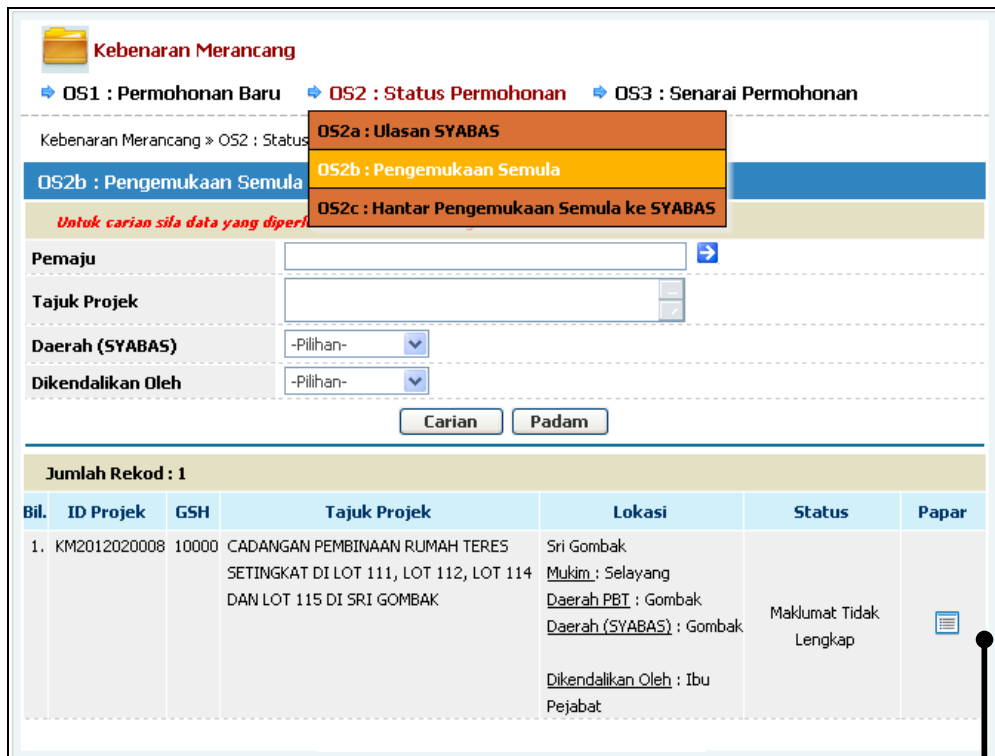 Kebenaran Merancang
OS1 : Permohonan Baru OS2 : Status Permohonan OS3 : Senarai Permohonan
Kebenaran Merancang » OS2 : Status
OS2a : Ulasan SYABAS
OS2b : Pengemukaan Semula
OS2c : Hantar Pengemukaan Semula ke SYABAS
OS2b : Pengemukaan Semula
Untuk carian sila data yang
Pemaju
Tajuk Projek
Daerah (SYABAS) -Pilihan-
Dikendalikan Oleh -Pilihan-
Carian Padam
Jumlah Rekod : 1
Bil. ID Projek GSH Tajuk Projek Lokasi Status Papar
1. KM2012020008 10000 CADANGAN PEMBINAAN RUMAH TERES Sri Gombak
SETINGKAT DI LOT 111, LOT 112, LOT 114 Mukim : Selayang
DAN LOT 115 DI SRI GOMBAK Daerah PBT : Gombak
Maklumat Tidak
Daerah (SYABAS) : Gombak
Lengkap
Dikendalikan Oleh : Ibu
Pejabat